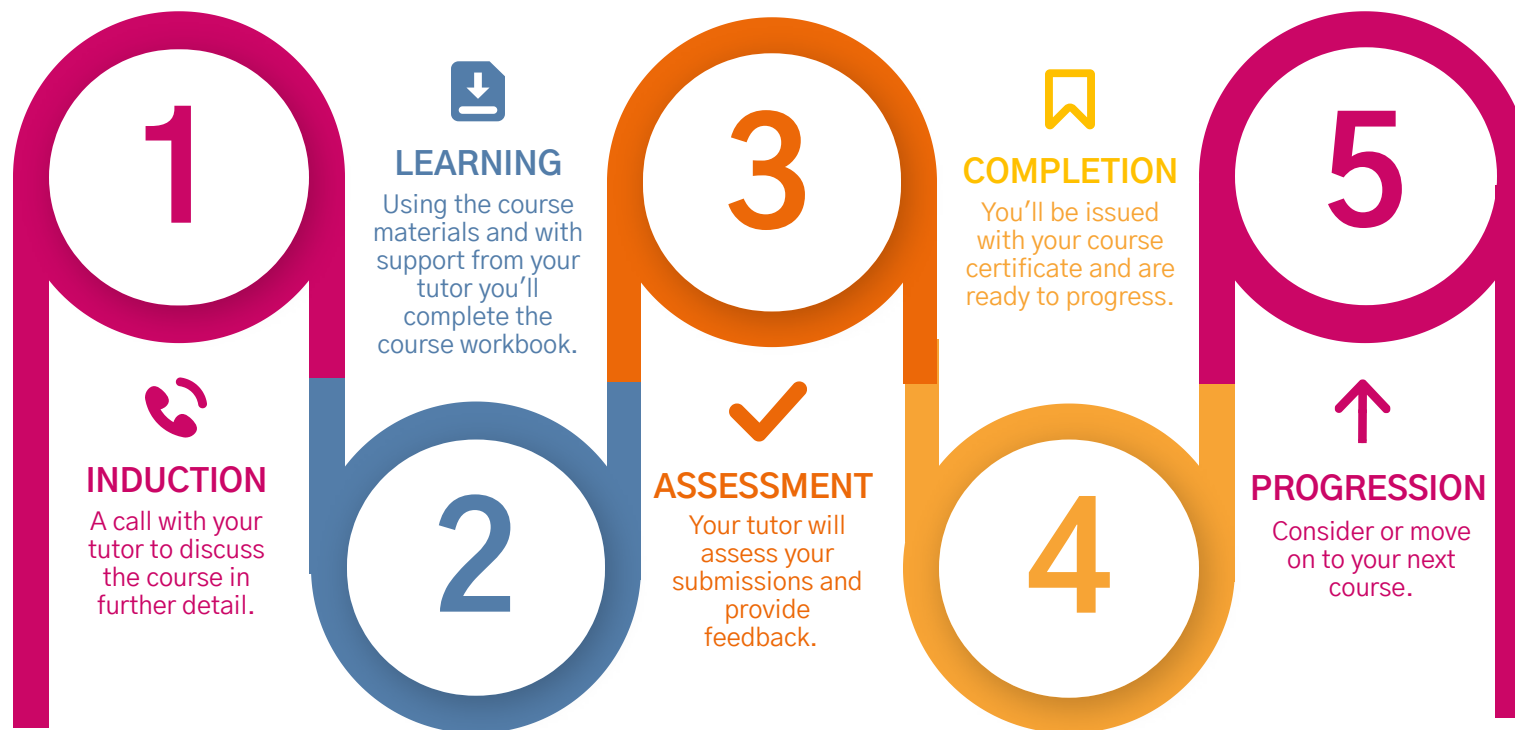 1
INDUCTION
A call with your
tutor to discuss
the course in
further detail.
2
LEARNING
Using the course
materials and with
support from your
tutor you'll
complete the
course workbook.
3
ASSESSMENT
Your tutor will
assess your
submissions and
provide
feedback.
4
COMPLETION
You'll be issued
with your course
certificate and are
ready to progress.
5
PROGRESSION
Consider or move
on to your next
course.